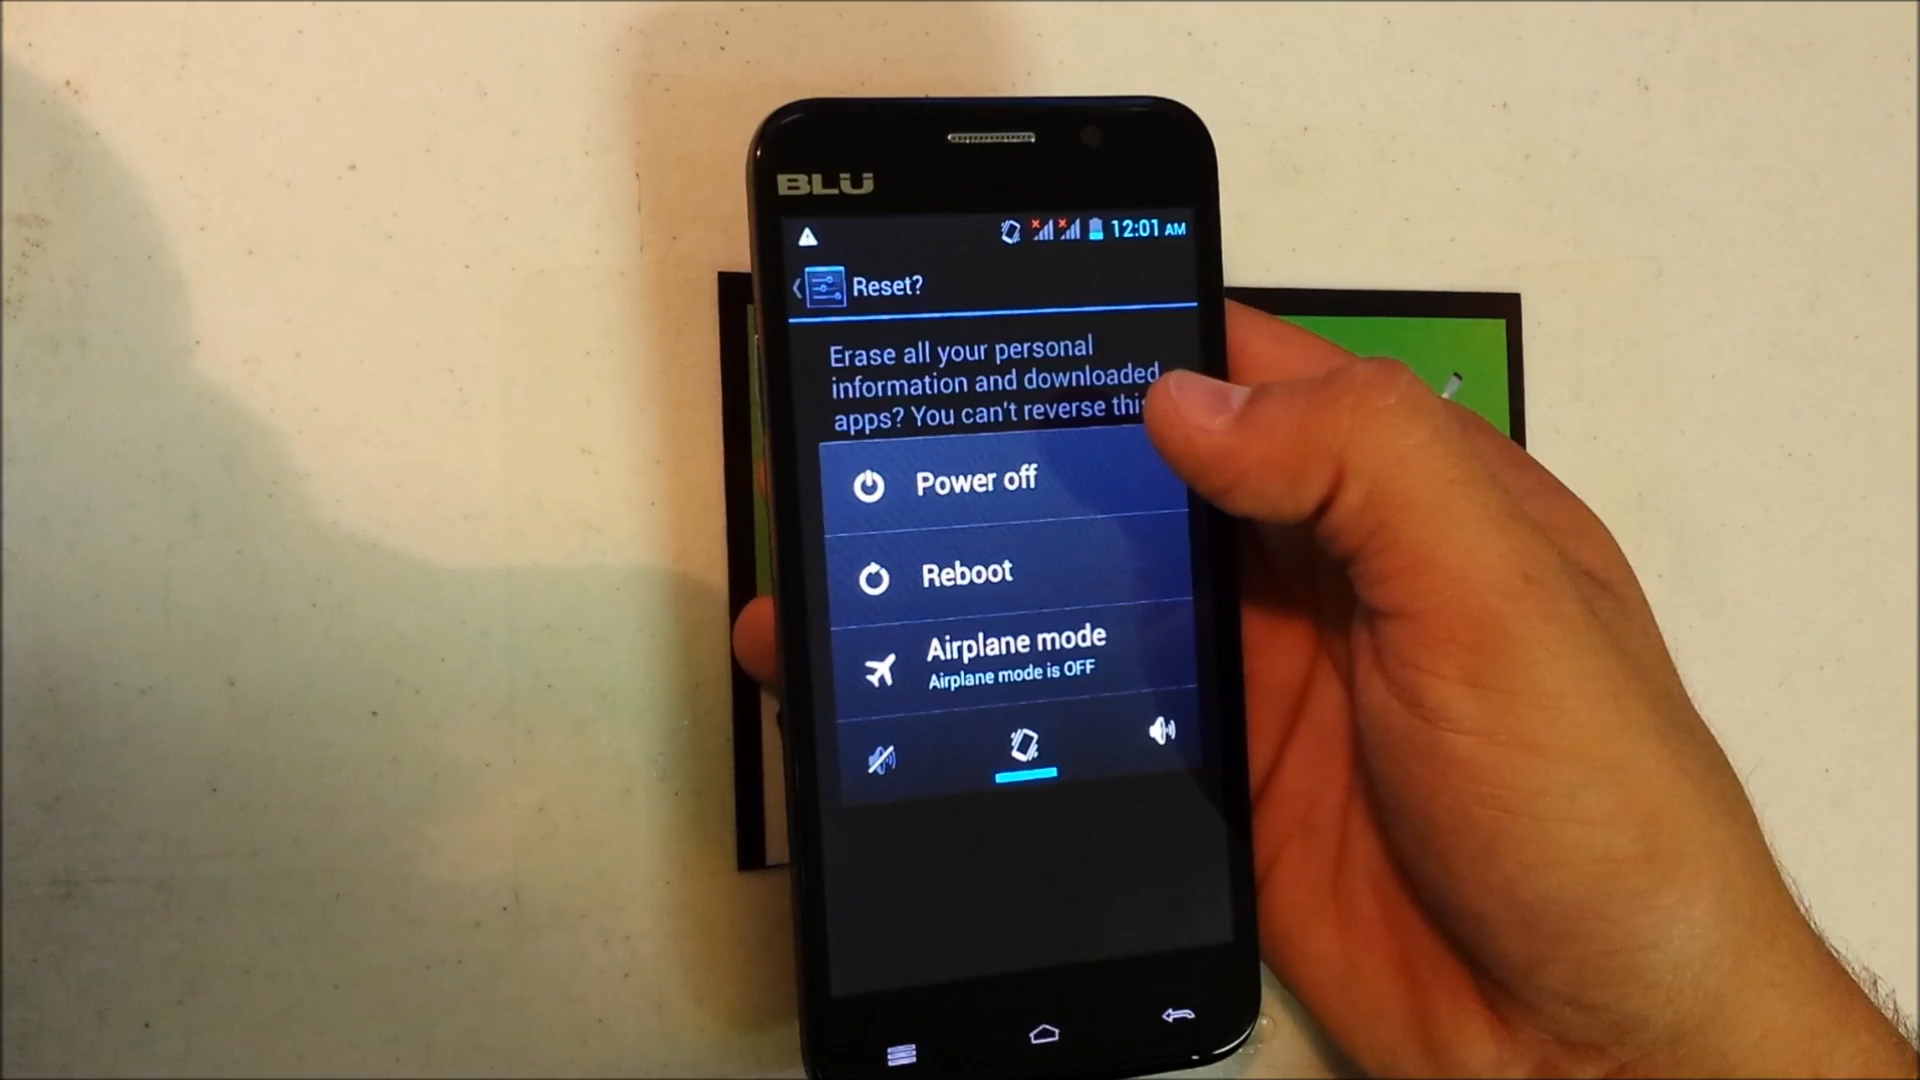 BLU
12:01 AM
Reset?
Erase all your personal
information and downloaded
apps? You can't reverse
Power off
Reboot
Airplane mode
Airplane mode is OFF